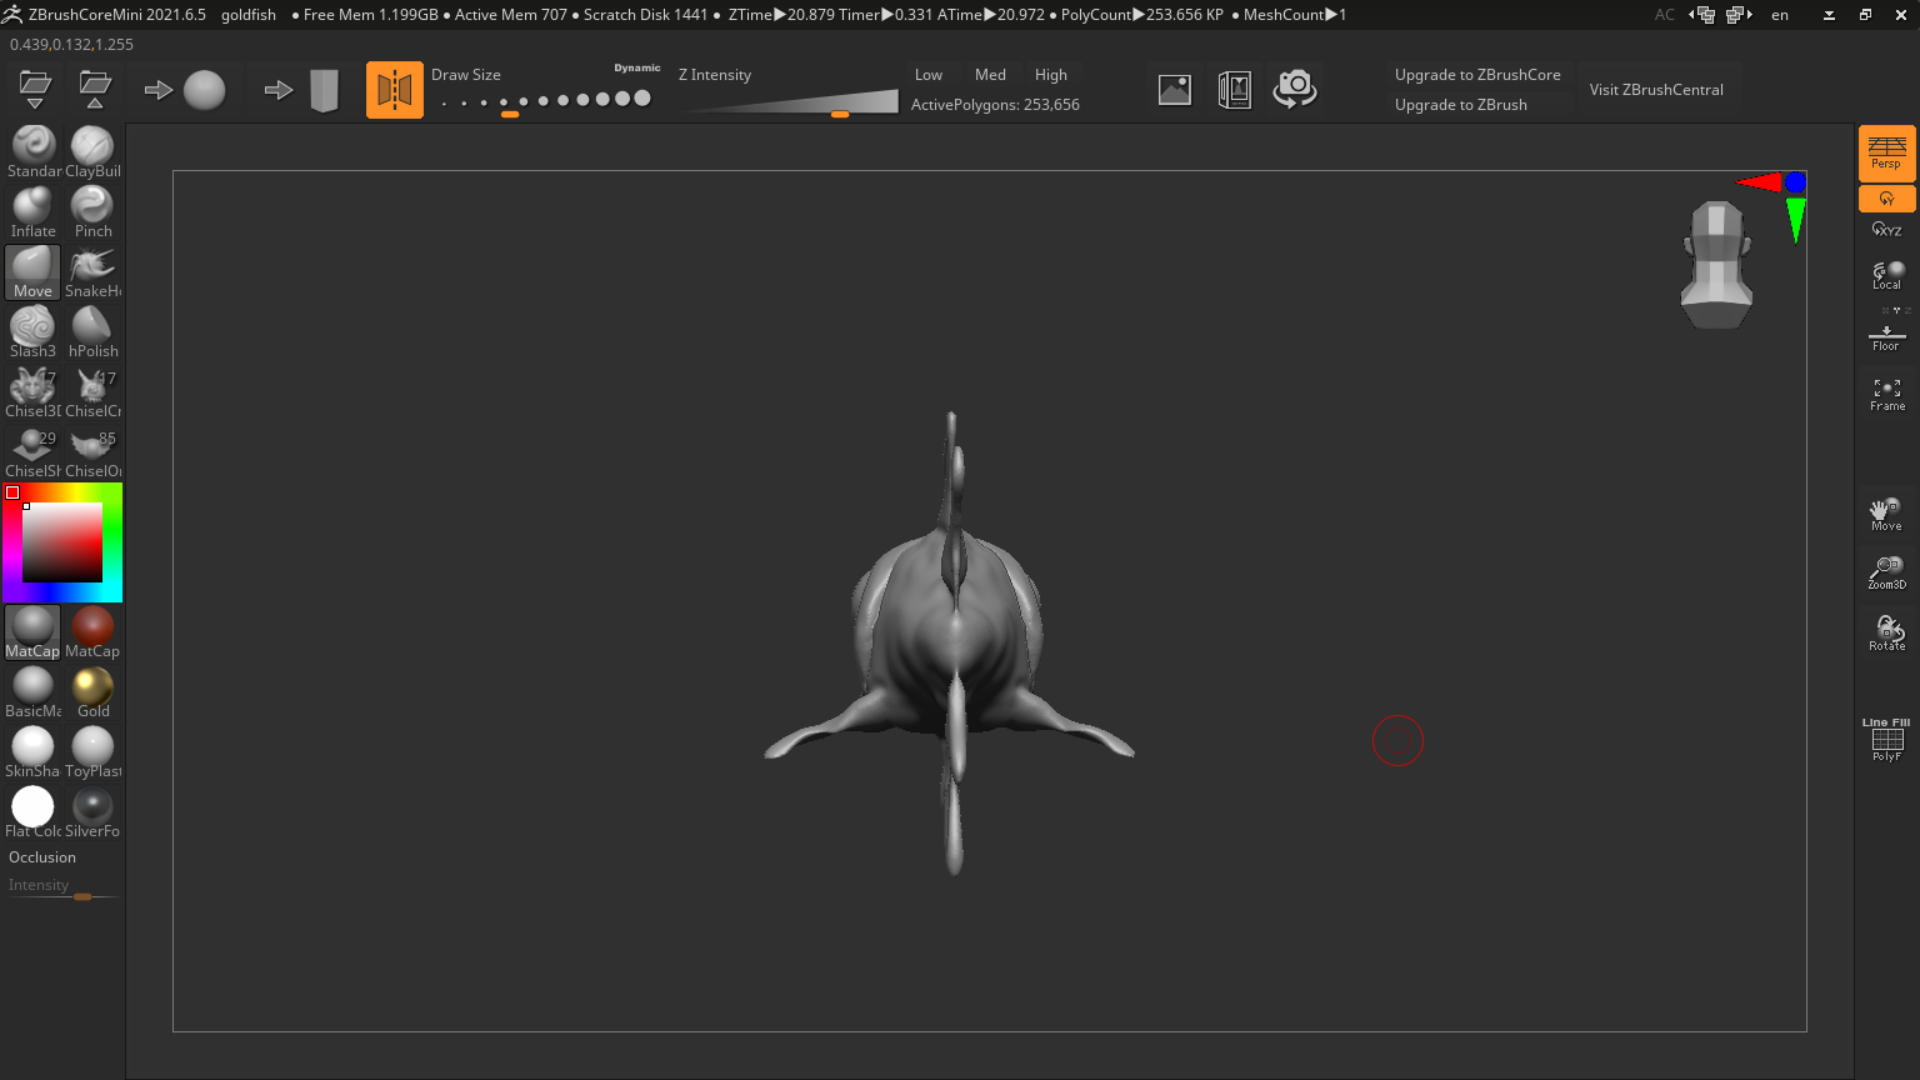 ZBrushCoreMini 2021.6.5 goldfish • Free Mem 1.199GB • Active Mem 707 • Scratch Disk 1441 • ZTime▶20.879 Timer▶0.331 ATime▶20.972 • PolyCount▶253.656 KP • MeshCount▶1 AC en
0.439,0.132,1.255
Draw Size Dynamic Z Intensity Low Med High Upgrade to ZBrushCore
ActivePolygons: 253,656 Upgrade to ZBrush Visit ZBrushCentral
Standar ClayBuil
Inflate Pinch
Move SnakeH
Slash3 hPolish
7 17
Chisel3D ChiselCr
29 85
ChiselSh ChiselO
MatCap MatCap
BasicMa Gold
SkinSha ToyPlast
Flat Colo SilverFo
Occlusion
Intensity
Persp
Y
XYZ
Local
X Y Z
Floor
Frame
Move
Zoom3D
Rotate
Line Fill
PolyF